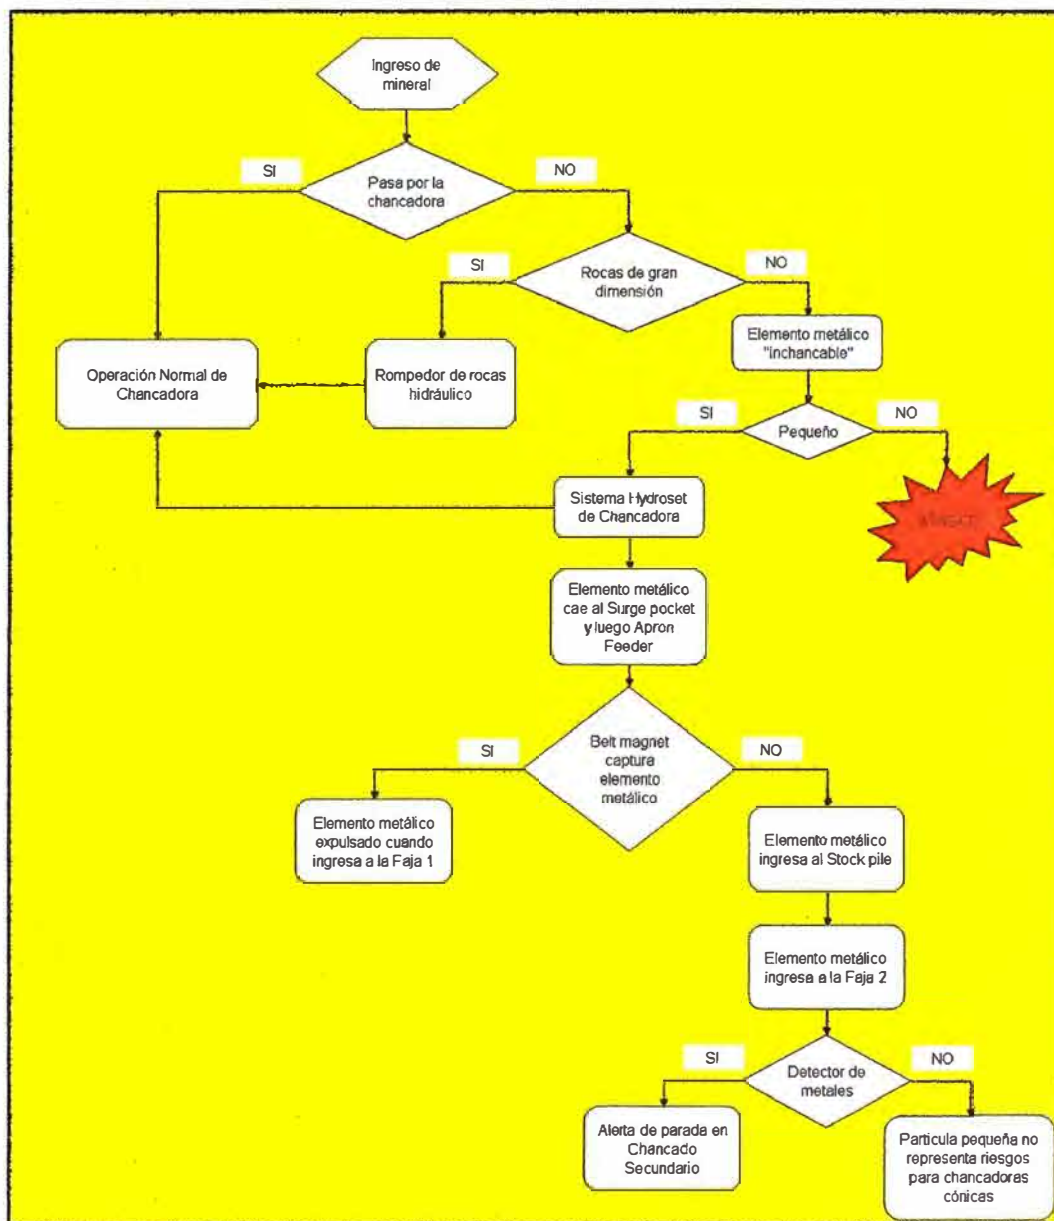 Ingreso de
mineral
SI
Pasa por la
chancadora
NO
SI
Rocas de gran
dimensión
NO
Elemento metálico
"inchancable"
Operación Normal de
Chancadora
Rompedor de rocas
hidráulico
SI
Pequeño
NO
Sistema Hydroset
de Chancadora
Elemento metálico
cae al Surge pocket
y luego Apron
Feeder
SI
Belt magnet
captura
elemento
metálico
NO
Elemento metálico
expulsado cuando
ingresa a la Faja 1
Elemento metálico
ingresa al Stock pile
Elemento metálico
ingresa a la Faja 2
SI
Detector de
metales
NO
Alerta de parada en
Chancado
Secundario
Particula pequeña no
representa riesgos
para chancadoras
cónicas